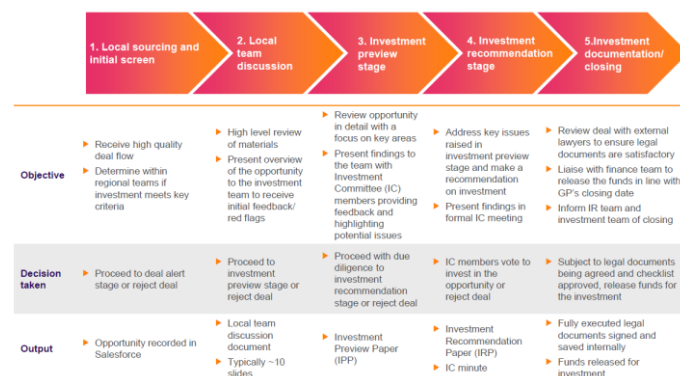 1. Local sourcing and
initial screen
2. Local
team
discussion
3. Investment
preview
stage
4. Investment
recommendation
stage
5.Investment
documentation/
closing
Objective
Receive high quality
deal flow
Determine within
regional teams if
investment meets key
criteria
High level review
of materials
Present overview
of the opportunity
to the investment
team to receive
initial feedback/
red flags
Review opportunity
in detail with a
focus on key areas
Present findings to
the team with
Investment
Committee (IC)
members providing
feedback and
highlighting
potential issues
Address key issues
raised in
investment preview
stage and make a
recommendation
on investment
Present findings in
formal IC meeting
Review deal with external
lawyers to ensure legal
documents are satisfactory
Liaise with finance team to
release the funds in line with
GP's closing date
Inform IR team and
investment team of closing
Decision
taken
Proceed to deal alert
stage or reject deal
Proceed to
investment
preview stage or
reject deal
Proceed with due
diligence to
investment
recommendation
stage or reject deal
IC members vote to
invest in the
opportunity or
reject deal
Subject to legal documents
being agreed and checklist
approved, release funds for
the investment
Output
Opportunity recorded in
Salesforce
Local team
discussion
document
Typically ~10
slides
Investment
Preview Paper
(IPP)
Investment
Recommendation
Paper (IRP)
IC minute
Fully executed legal
documents signed and
saved internally
Funds released for
investment